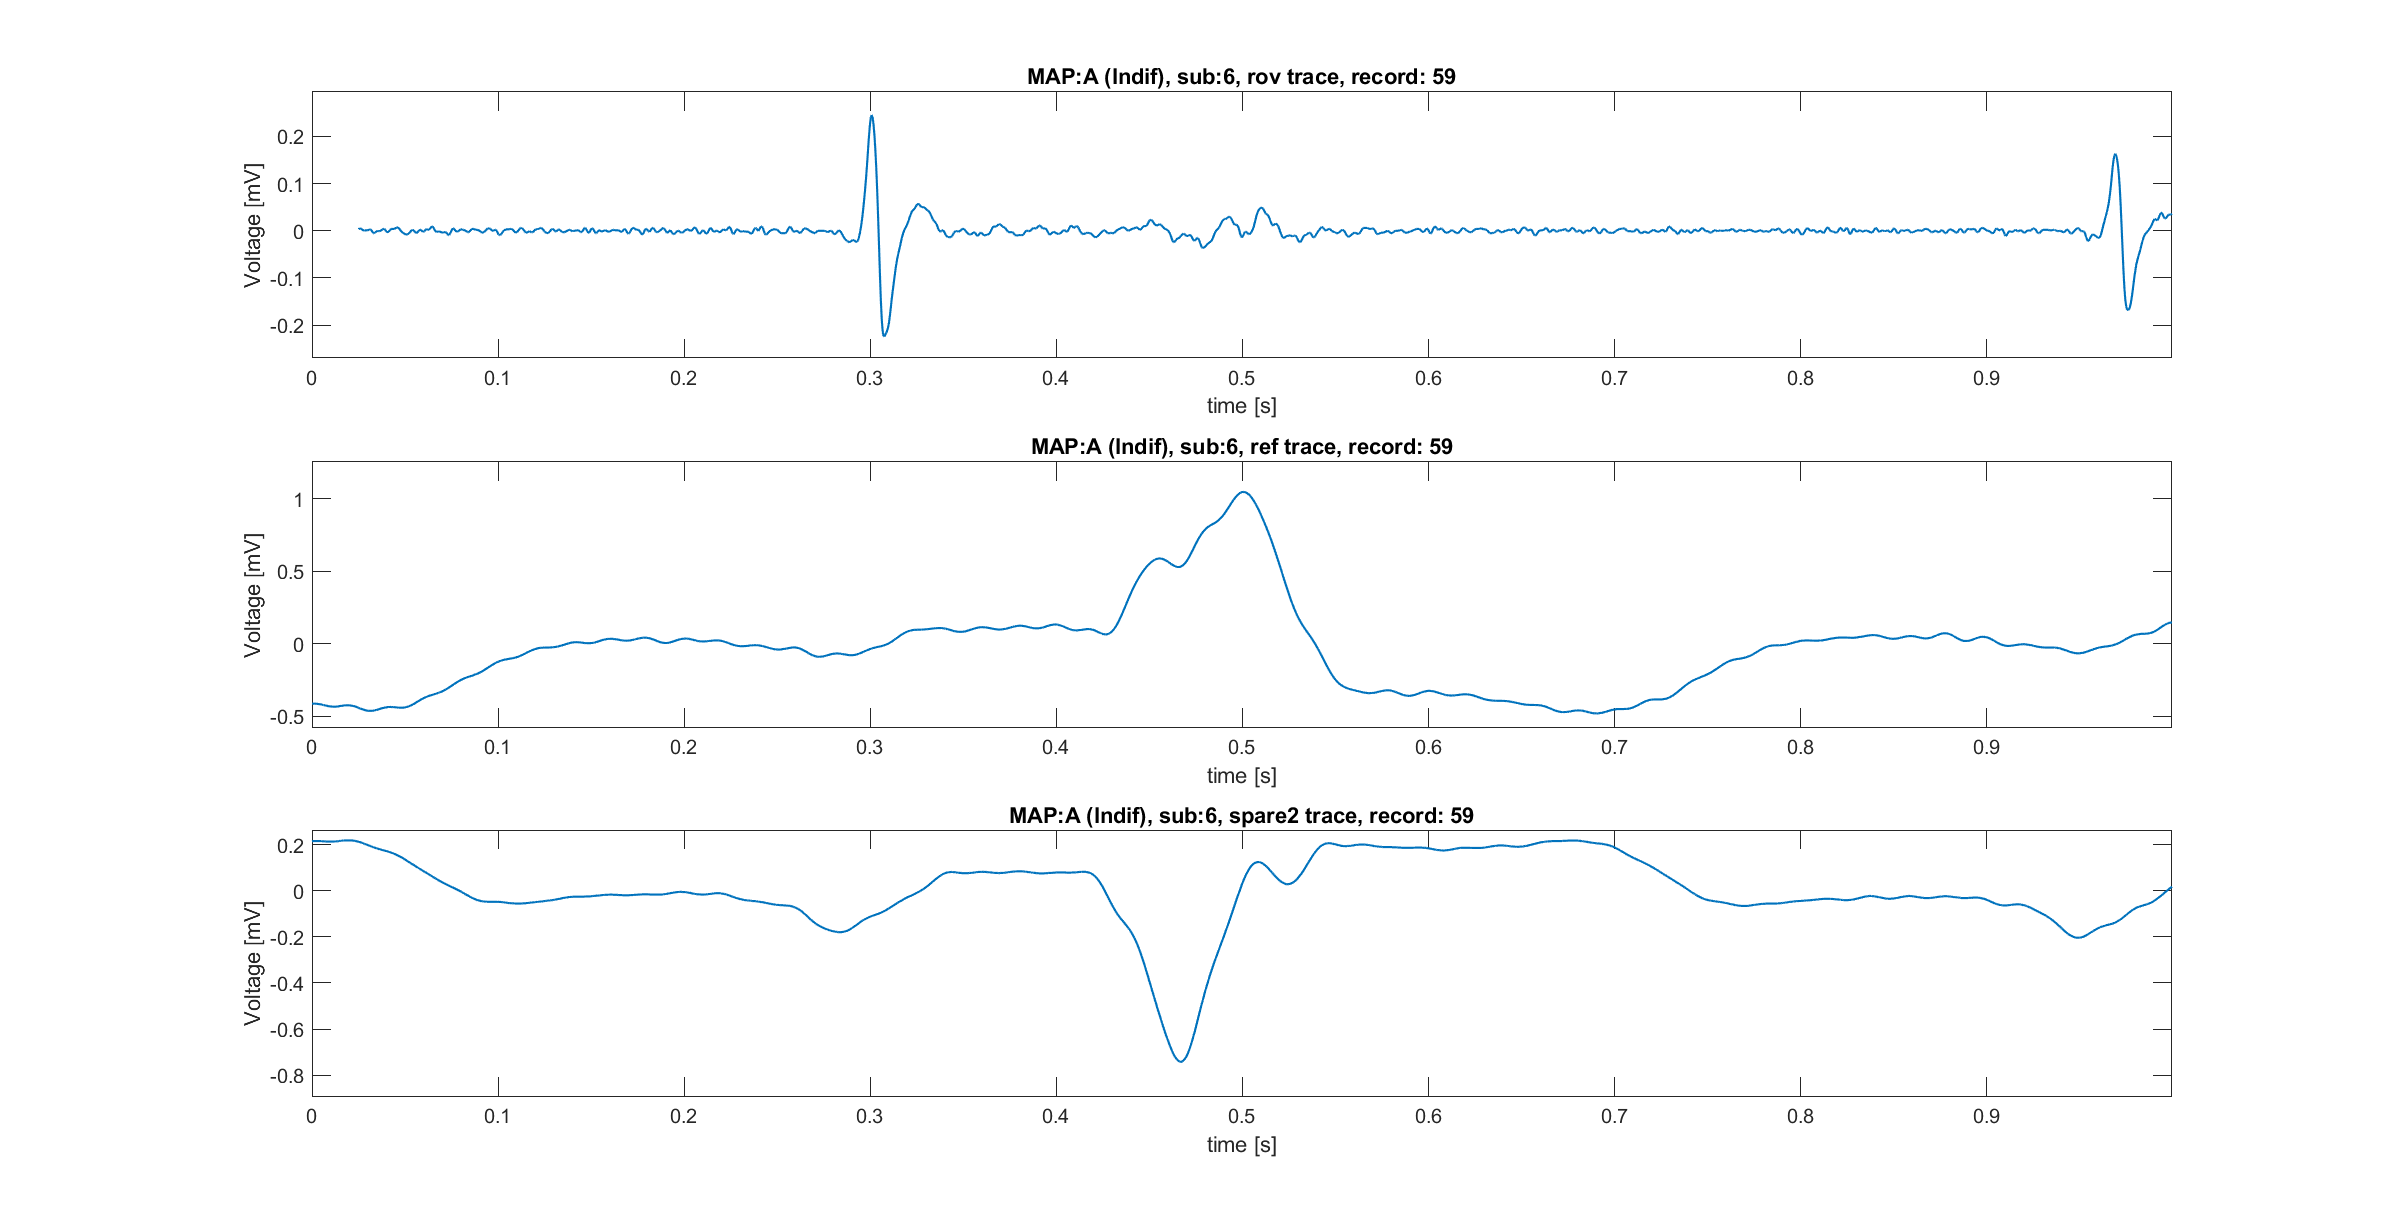 MAP:A (Indif), sub:6, rov trace, record: 59
Voltage [mV]
0.2
0.1
0
-0.1
-0.2
0 0.1 0.2 0.3 0.4 0.5 0.6 0.7 0.8 0.9
time [s]
MAP:A (Indif), sub:6, ref trace, record: 59
Voltage [mV]
1
0.5
0
-0.5
0 0.1 0.2 0.3 0.4 0.5 0.6 0.7 0.8 0.9
time [s]
MAP:A (Indif), sub:6, spare2 trace, record: 59
Voltage [mV]
0.2
0
-0.2
-0.4
-0.6
-0.8
0 0.1 0.2 0.3 0.4 0.5 0.6 0.7 0.8 0.9
time [s]